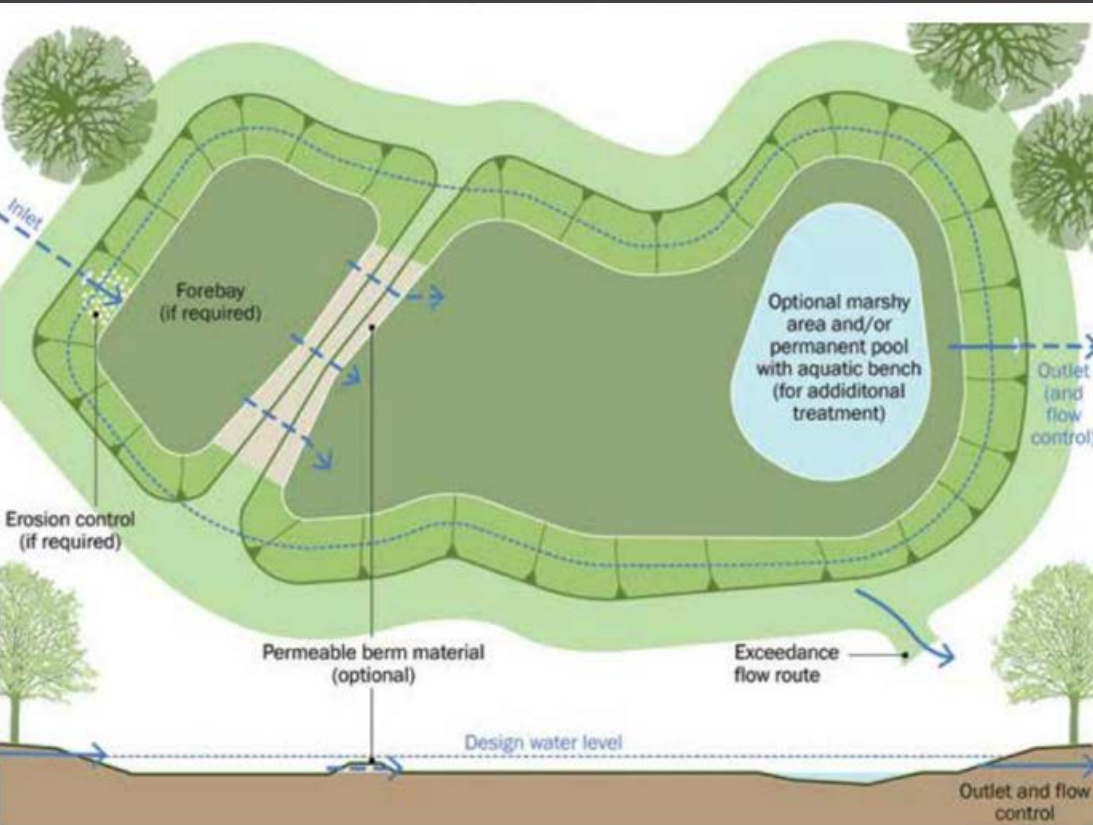 Inlet
Forebay
(if required)
Optional marshy
area and/or
permanent pool
with aquatic bench
(for addiditonal
treatment)
Outlet
(and
flow
control)
Erosion control
(if required)
Permeable berm material
(optional)
Exceedance
flow route
Design water level
Outlet and flow
control